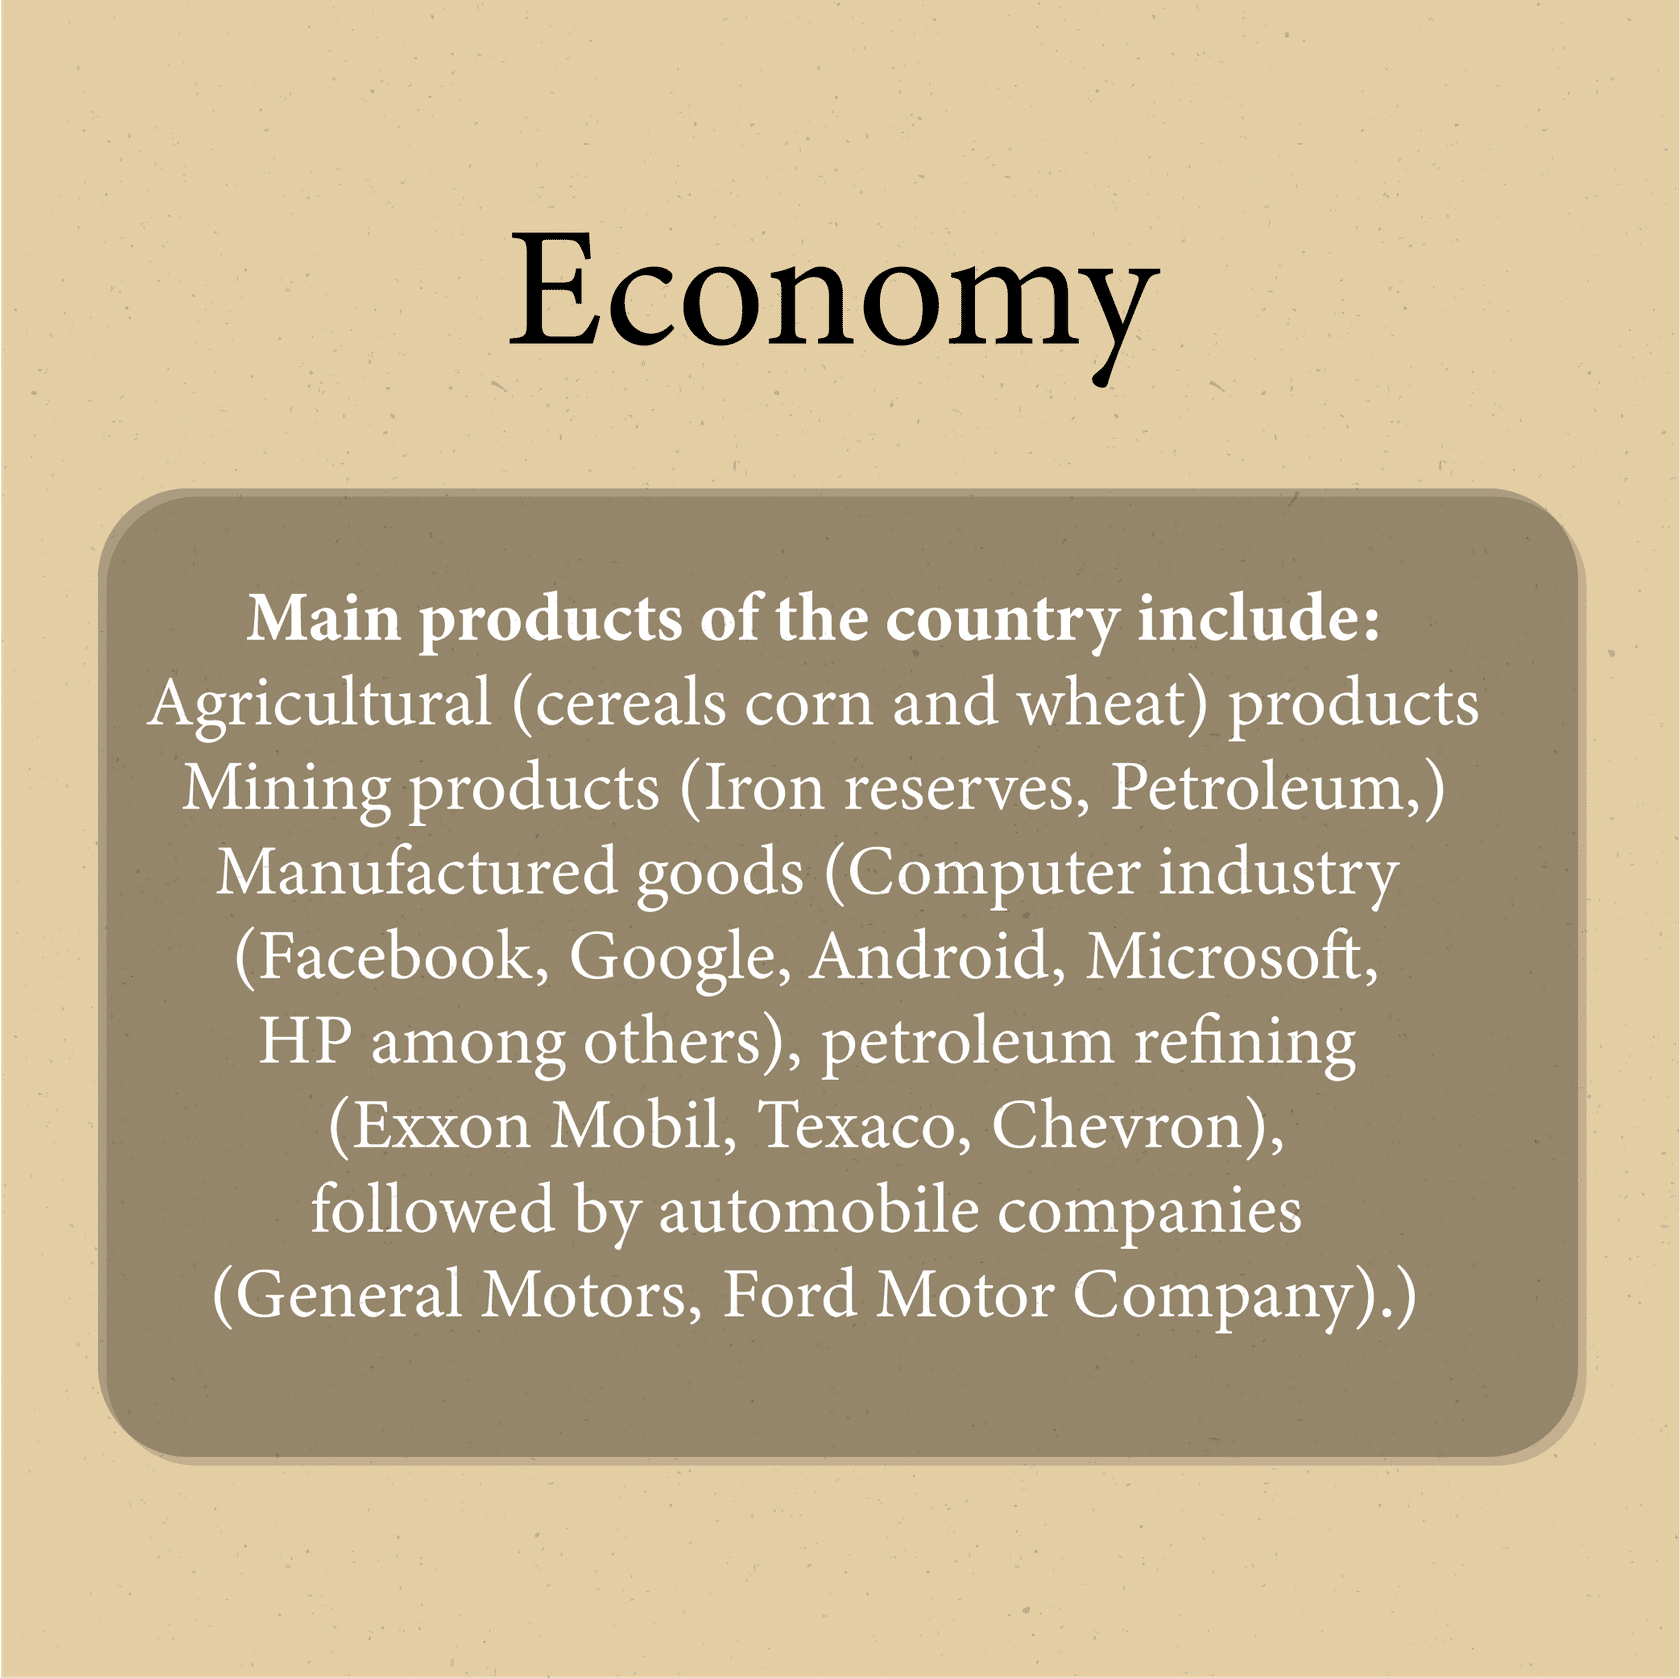 Economy
Main products of the country include:
Agricultural (cereals corn and wheat) products
Mining products (Iron reserves, Petroleum,)
Manufactured goods (Computer industry
(Facebook, Google, Android, Microsoft,
HP among others), petroleum refining
(Exxon Mobil, Texaco, Chevron),
followed by automobile companies
(General Motors, Ford Motor Company).)